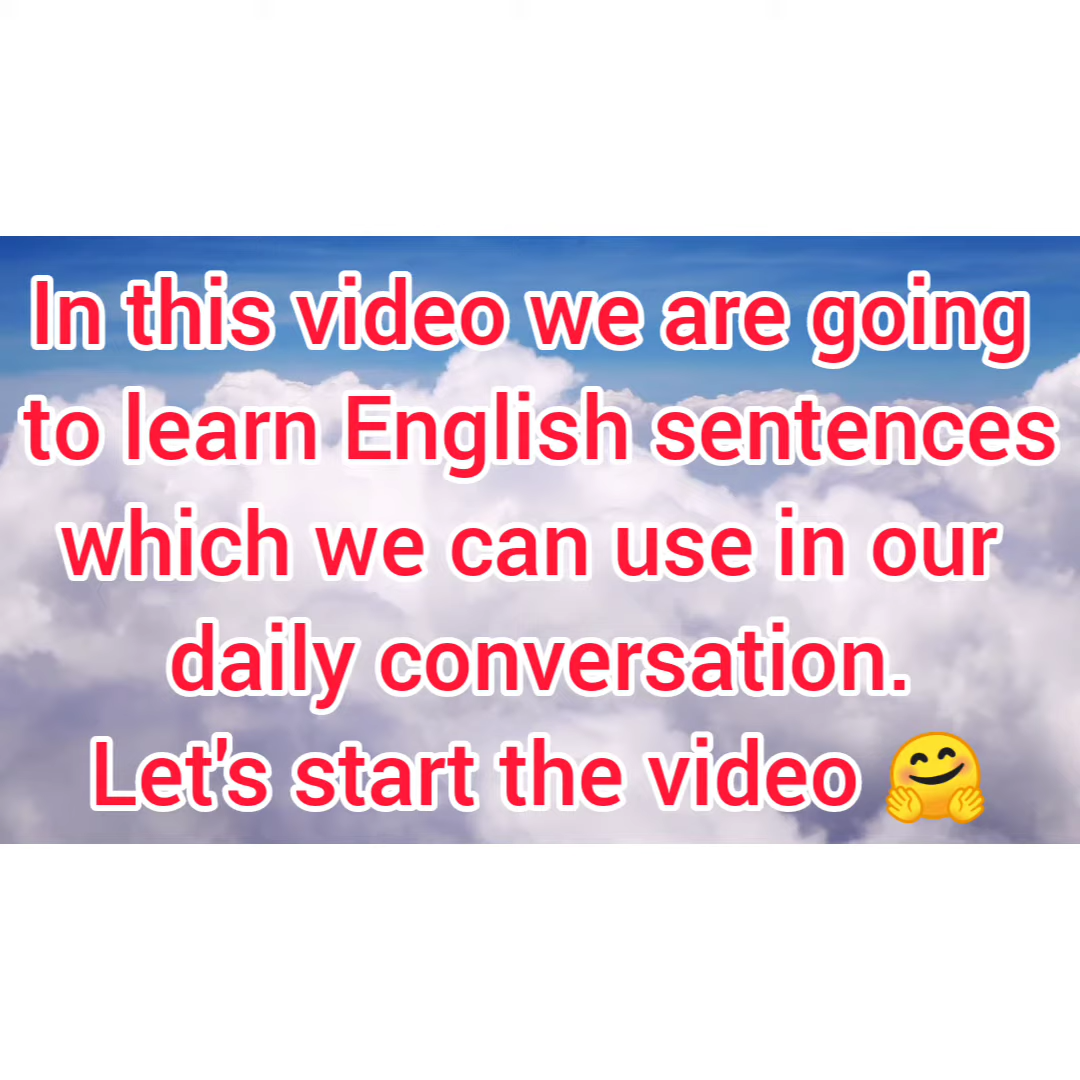 In this video we are going
to learn English sentences
which we can use in our
daily conversation.
Let's start the video 🤗